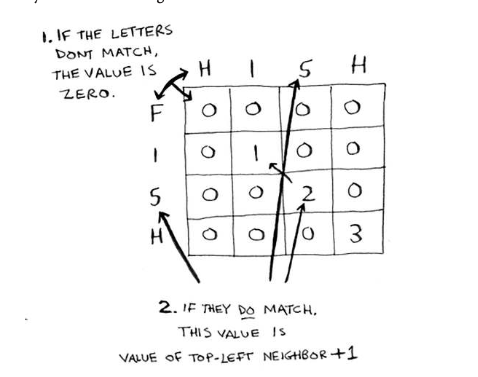 1. IF THE LETTERS
DONT MATCH,
THE VALUE IS
ZERO.
H I S H
F 0 0 0 0
I 0 1 0 0
S 0 0 2 0
H 0 0 0 3
2. IF THEY DO MATCH,
THIS VALUE IS
VALUE OF TOP-LEFT NEIGHBOR +1